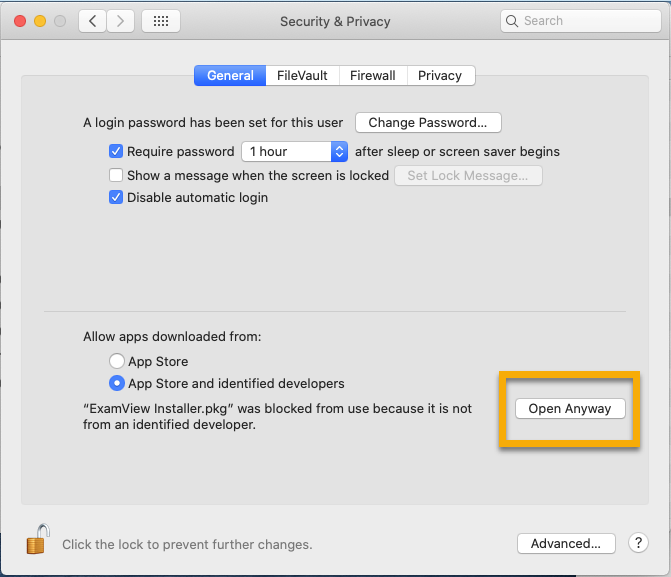 Security & Privacy
Search
General
FileVault
Firewall
Privacy
A login password has been set for this user
Change Password...
Require password
1 hour
after sleep or screen saver begins
Show a message when the screen is locked
Set Lock Message...
Disable automatic login
Allow apps downloaded from:
App Store
App Store and identified developers
“ExamView Installer.pkg” was blocked from use because it is not
from an identified developer.
Open Anyway
Click the lock to prevent further changes.
Advanced...
?